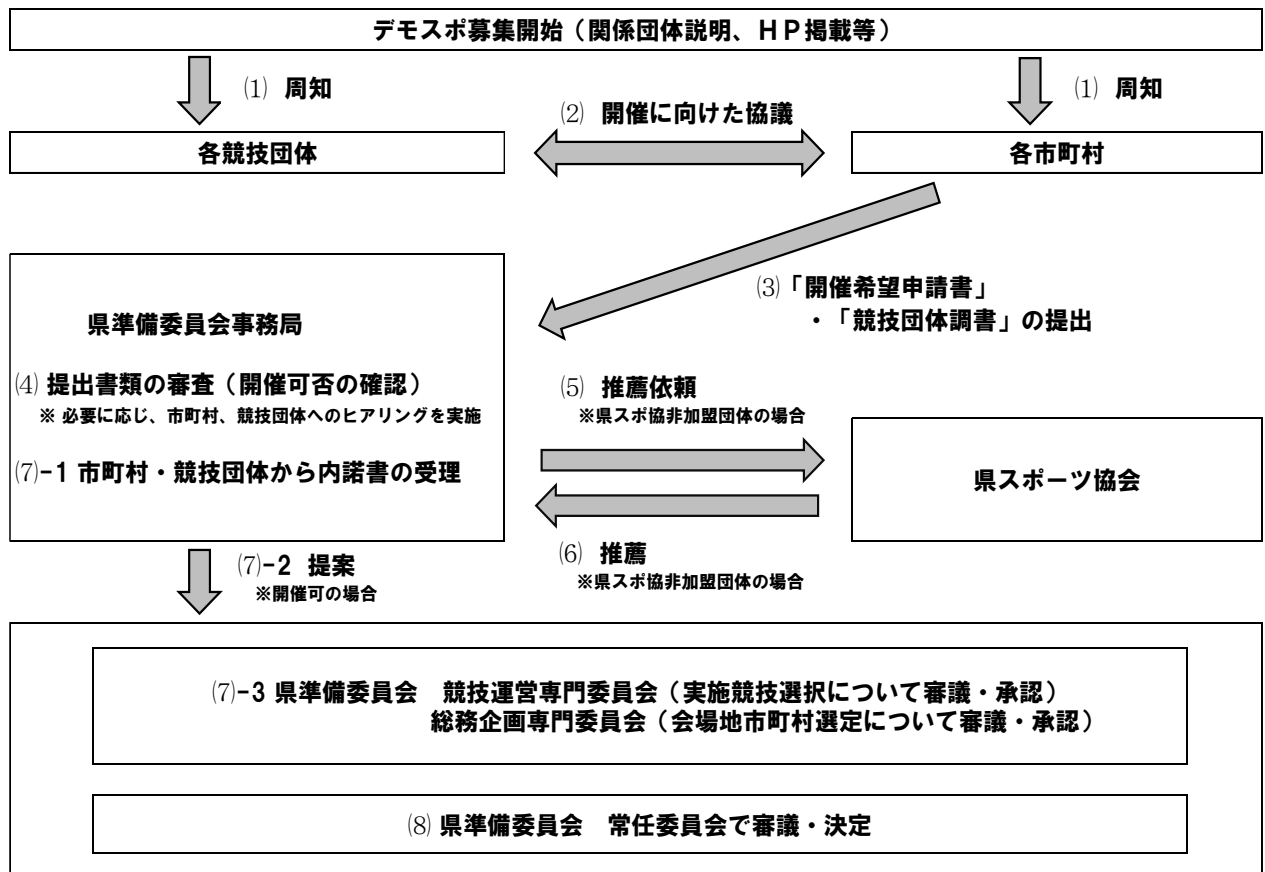 デモスポ募集開始（関係団体説明、ＨＰ掲載等）
⑴ 周知
⑴ 周知
⑵ 開催に向けた協議
各競技団体
各市町村
⑶「開催希望申請書」
・「競技団体調書」の提出
県準備委員会事務局
⑷ 提出書類の審査（開催可否の確認）
※ 必要に応じ、市町村、競技団体へのヒアリングを実施
⑺-1 市町村・競技団体から内諾書の受理
⑸ 推薦依頼
※県スポ協非加盟団体の場合
県スポーツ協会
⑹ 推薦
※県スポ協非加盟団体の場合
⑺-2 提案
※開催可の場合
⑺-3 県準備委員会　競技運営専門委員会（実施競技選択について審議・承認）
総務企画専門委員会（会場地市町村選定について審議・承認）
⑻ 県準備委員会　常任委員会で審議・決定